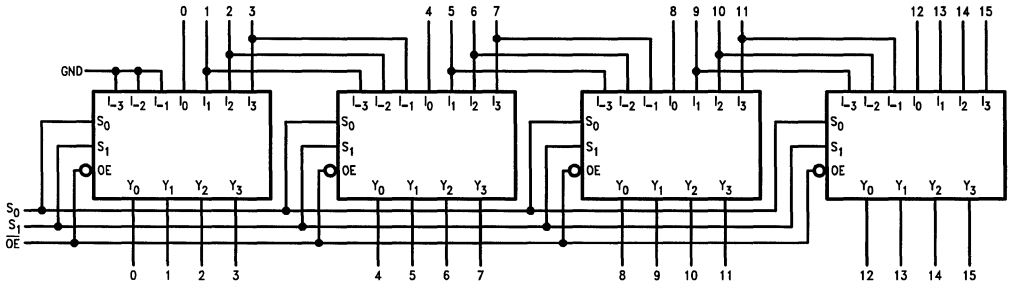 0 1 2 3 4 5 6 7 8 9 10 11 12 13 14 15
GND
I₋₃ I₋₂ I₋₁ I₀ I₁ I₂ I₃ I₋₃ I₋₂ I₋₁ I₀ I₁ I₂ I₃ I₋₃ I₋₂ I₋₁ I₀ I₁ I₂ I₃ I₋₃ I₋₂ I₋₁ I₀ I₁ I₂ I₃
S₀ S₀ S₀ S₀
S₁ S₁ S₁ S₁
OE OE OE OE
Y₀ Y₁ Y₂ Y₃ Y₀ Y₁ Y₂ Y₃ Y₀ Y₁ Y₂ Y₃ Y₀ Y₁ Y₂ Y₃
S₀
S₁
O̅E̅
0 1 2 3 4 5 6 7 8 9 10 11 12 13 14 15